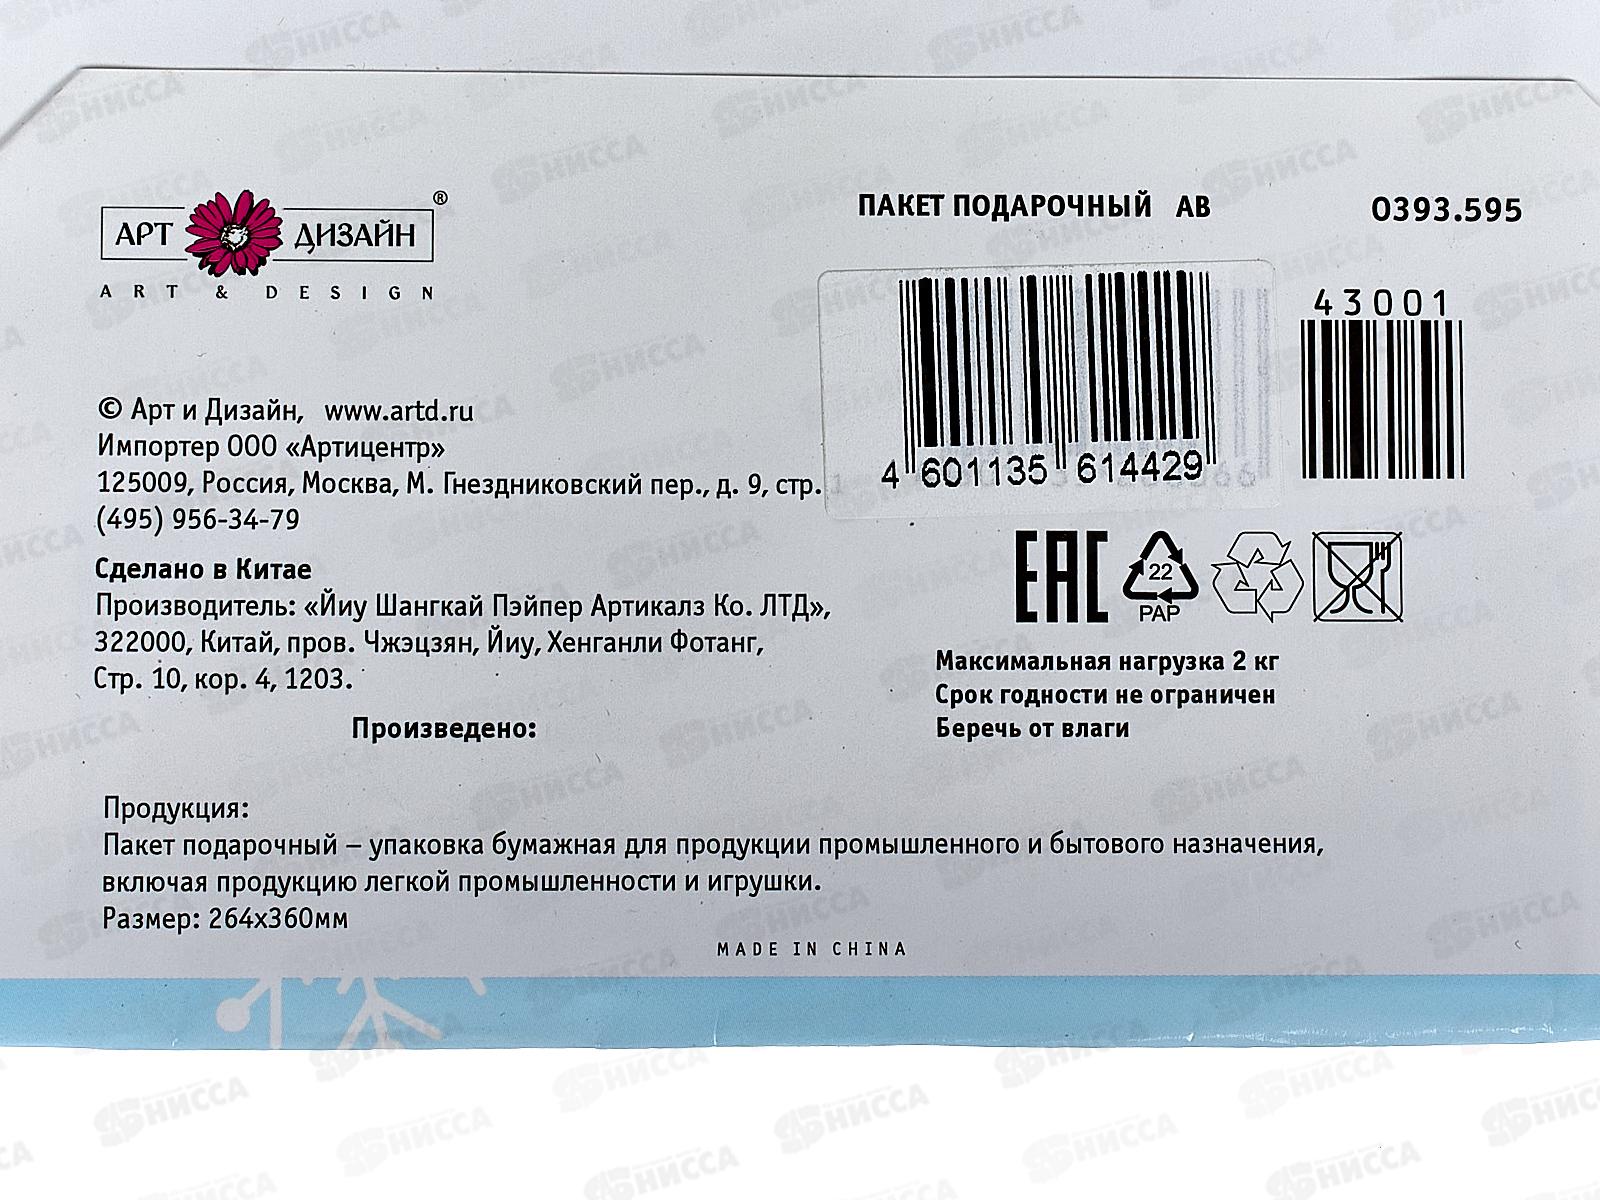 АРТ ДИЗАЙН ®
ART & DESIGN
ПАКЕТ ПОДАРОЧНЫЙ АВ
0393.595
43001
4 601135 614429
© Арт и Дизайн, www.artd.ru
Импортер ООО «Артицентр»
125009, Россия, Москва, М. Гнездниковский пер., д. 9, стр. 1
(495) 956-34-79
Сделано в Китае
Производитель: «Йиу Шангкай Пэйпер Артикалз Ко. ЛТД»,
322000, Китай, пров. Чжэцзян, Йиу, Хенганли Фотанг,
Стр. 10, кор. 4, 1203.
Произведено:
ЕАС
22
PAP
Максимальная нагрузка 2 кг
Срок годности не ограничен
Беречь от влаги
Продукция:
Пакет подарочный – упаковка бумажная для продукции промышленного и бытового назначения,
включая продукцию легкой промышленности и игрушки.
Размер: 264х360мм
MADE IN CHINA
НИССА